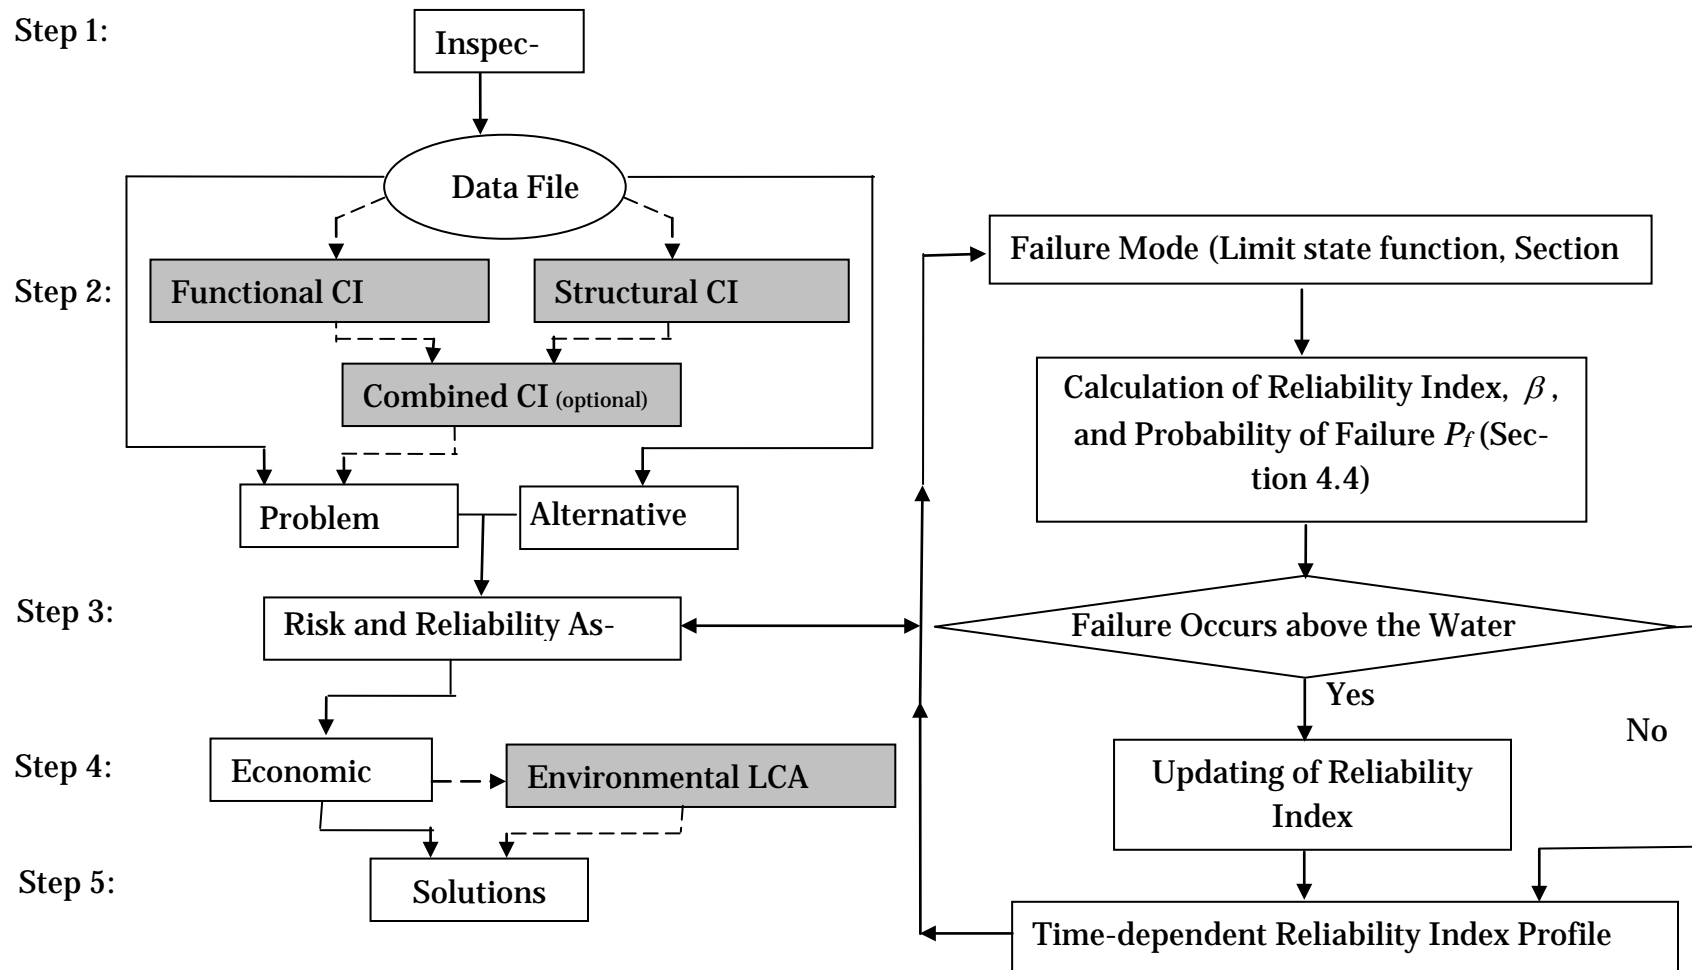 Step 1:
Inspec-
Data File
Step 2:
Functional CI
Structural CI
Combined CI (optional)
Problem
Alternative
Step 3:
Risk and Reliability As-
Step 4:
Economic
Environmental LCA
Step 5:
Solutions
Failure Mode (Limit state function, Section
Calculation of Reliability Index, β,
and Probability of Failure Pf (Sec-
tion 4.4)
Failure Occurs above the Water
Yes
No
Updating of Reliability
Index
Time-dependent Reliability Index Profile